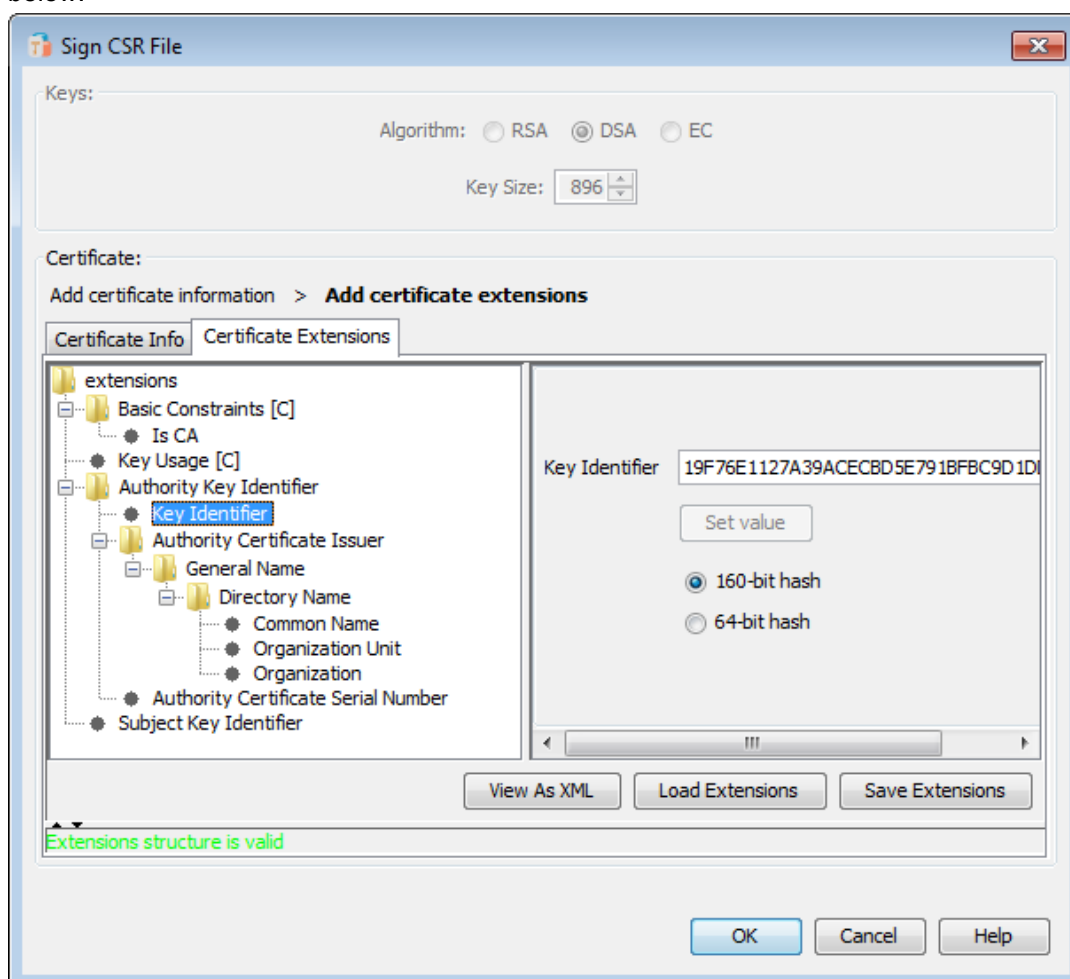 Sign CSR File
Keys:
Algorithm: RSA DSA EC
Key Size: 896
Certificate:
Add certificate information > Add certificate extensions
Certificate Info Certificate Extensions
extensions
Basic Constraints [C]
Is CA
Key Usage [C]
Authority Key Identifier
Key Identifier
Authority Certificate Issuer
General Name
Directory Name
Common Name
Organization Unit
Organization
Authority Certificate Serial Number
Subject Key Identifier
Key Identifier 19F76E1127A39ACECBD5E791BFBC9D1D
Set value
160-bit hash
64-bit hash
View As XML Load Extensions Save Extensions
Extensions structure is valid
OK Cancel Help